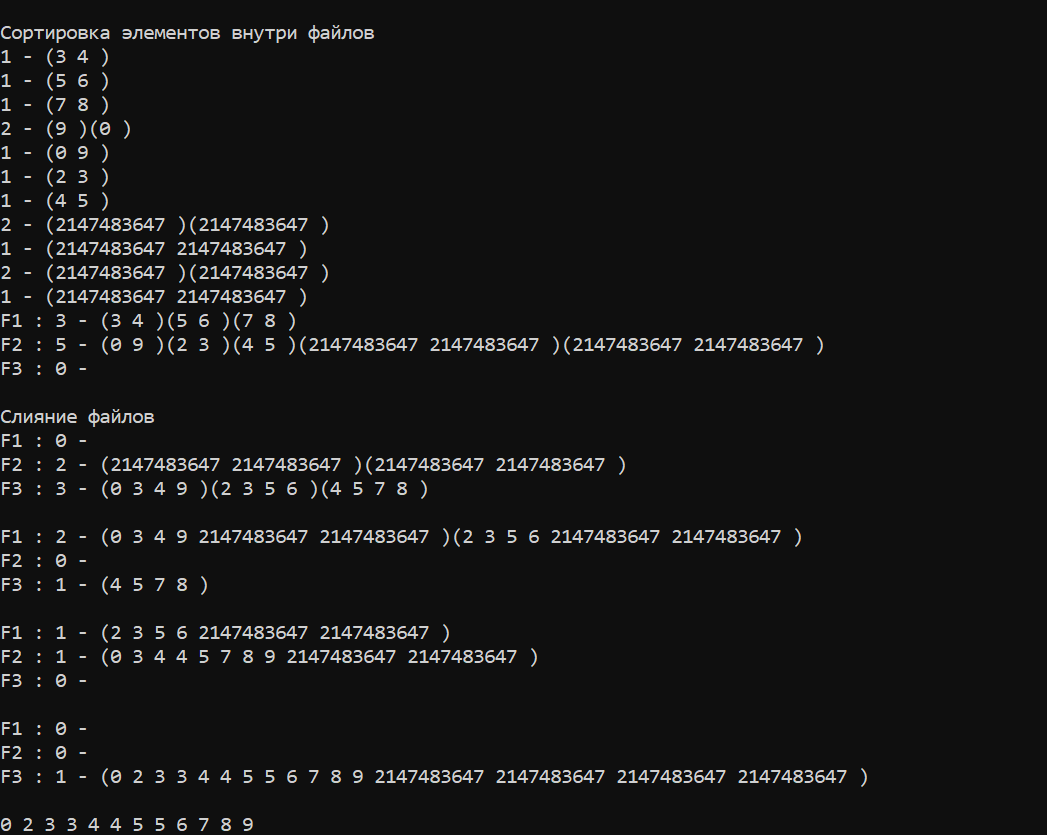 Сортировка элементов внутри файлов
1 - (3 4 )
1 - (5 6 )
1 - (7 8 )
2 - (9 )(0 )
1 - (0 9 )
1 - (2 3 )
1 - (4 5 )
2 - (2147483647 )(2147483647 )
1 - (2147483647 2147483647 )
2 - (2147483647 )(2147483647 )
1 - (2147483647 2147483647 )
F1 : 3 - (3 4 )(5 6 )(7 8 )
F2 : 5 - (0 9 )(2 3 )(4 5 )(2147483647 2147483647 )(2147483647 2147483647 )
F3 : 0 -
Слияние файлов
F1 : 0 -
F2 : 2 - (2147483647 2147483647 )(2147483647 2147483647 )
F3 : 3 - (0 3 4 9 )(2 3 5 6 )(4 5 7 8 )
F1 : 2 - (0 3 4 9 2147483647 2147483647 )(2 3 5 6 2147483647 2147483647 )
F2 : 0 -
F3 : 1 - (4 5 7 8 )
F1 : 1 - (2 3 5 6 2147483647 2147483647 )
F2 : 1 - (0 3 4 4 5 7 8 9 2147483647 2147483647 )
F3 : 0 -
F1 : 0 -
F2 : 0 -
F3 : 1 - (0 2 3 3 4 4 5 5 6 7 8 9 2147483647 2147483647 2147483647 2147483647 )
0 2 3 3 4 4 5 5 6 7 8 9